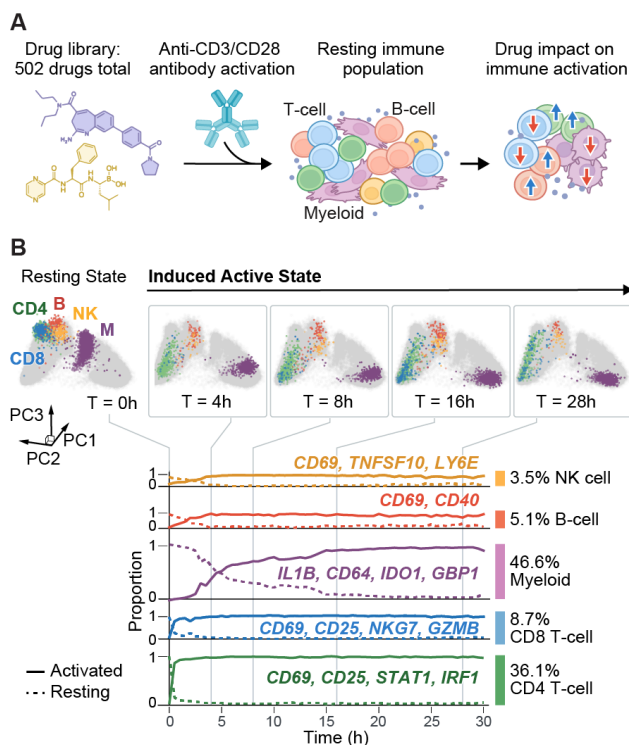 A
Drug library:
502 drugs total
Anti-CD3/CD28
antibody activation
Resting immune
population
Drug impact on
immune activation
N
O
N
NH₂
O
N
O
OH
N
N
H
N
O
H
N
B
OH
T-cell
B-cell
Myeloid
B
Resting State
Induced Active State
CD4
B
NK
M
CD8
T = 0h
T = 4h
T = 8h
T = 16h
T = 28h
PC3
PC1
PC2
CD69, TNFSF10, LY6E
1
0
3.5% NK cell
CD69, CD40
1
0
5.1% B-cell
1
IL1B, CD64, IDO1, GBP1
0
46.6%
Myeloid
1
CD69, CD25, NKG7, GZMB
0
8.7%
CD8 T-cell
1
CD69, CD25, STAT1, IRF1
0
36.1%
CD4 T-cell
Proportion
Activated
Resting
0 5 10 15 20 25 30
Time (h)